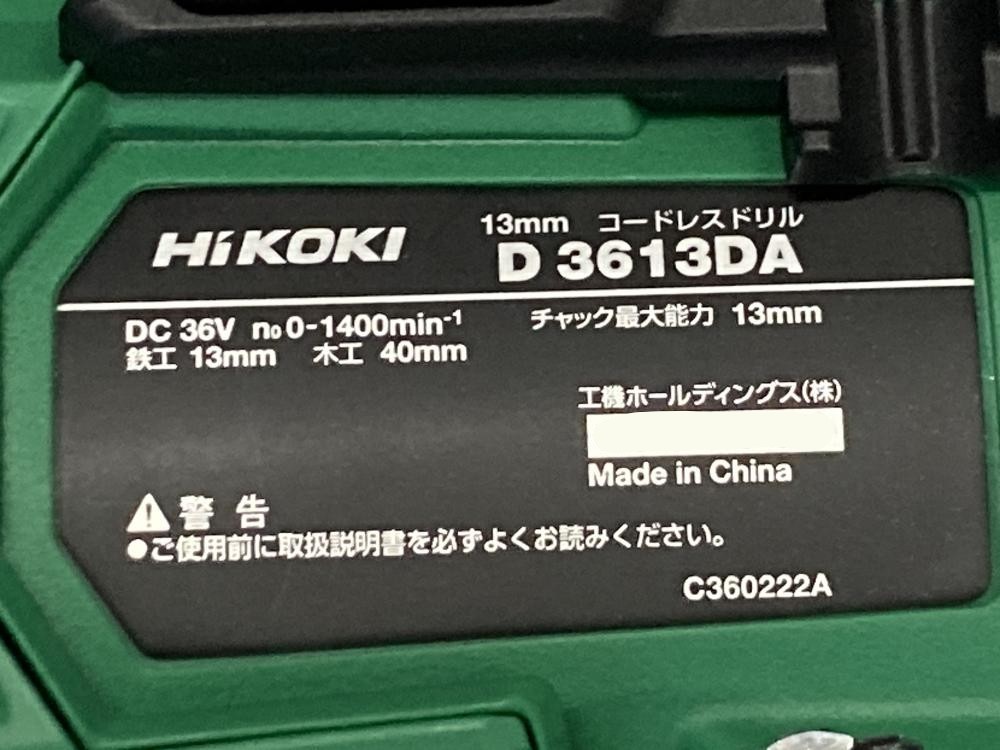 HiKOKI
13mm コードレスドリル
D 3613DA
DC 36V n₀ 0-1400min⁻¹
チャック最大能力 13mm
鉄工 13mm 木工 40mm
工機ホールディングス(株)
Made in China
⚠警告
●ご使用前に取扱説明書を必ずよくお読みください。
C360222A